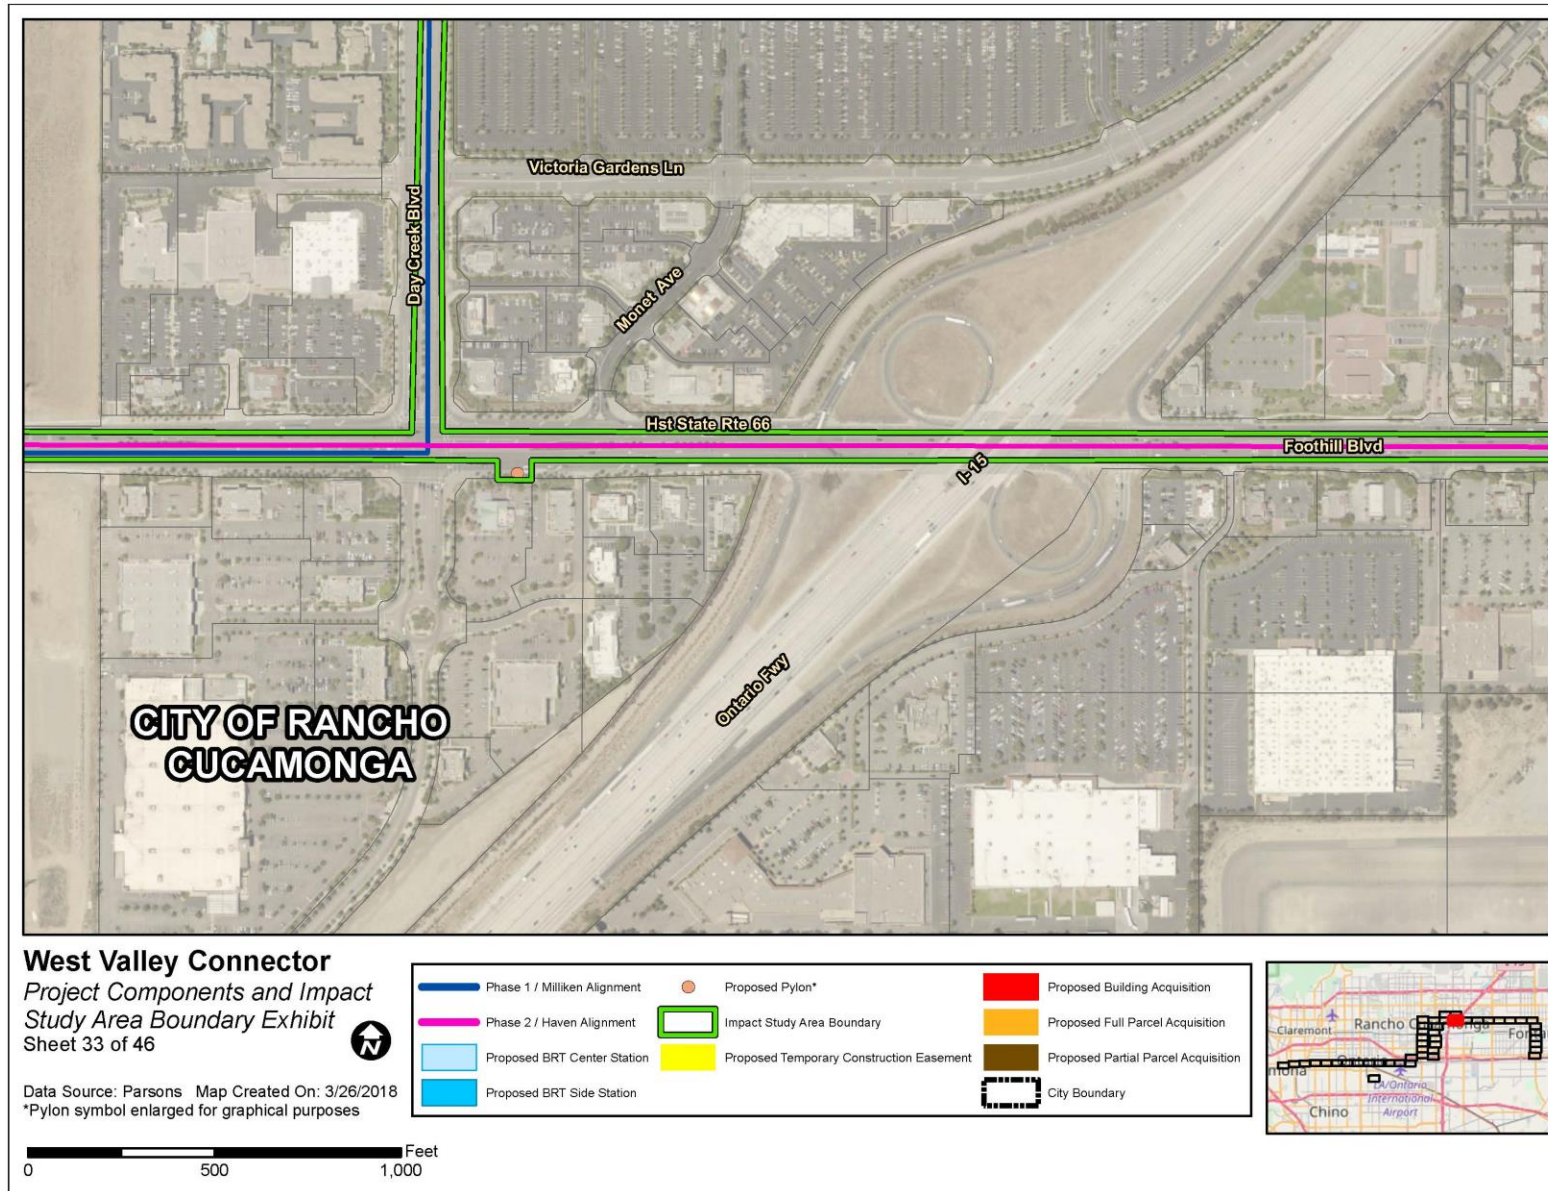 Victoria Gardens Ln
Day Creek Blvd
Monet Ave
Hst State Rte 66
Foothill Blvd
I-15
Ontario Fwy
CITY OF RANCHO
CUCAMONGA
West Valley Connector
Project Components and Impact
Study Area Boundary Exhibit
Sheet 33 of 46
N
Data Source: Parsons Map Created On: 3/26/2018
*Pylon symbol enlarged for graphical purposes
0 500 1,000
Feet
Phase 1 / Milliken Alignment
Phase 2 / Haven Alignment
Proposed BRT Center Station
Proposed BRT Side Station
Proposed Pylon*
Impact Study Area Boundary
Proposed Temporary Construction Easement
Proposed Building Acquisition
Proposed Full Parcel Acquisition
Proposed Partial Parcel Acquisition
City Boundary
Claremont
Rancho
Chino
LA/Ontario
International
Airport